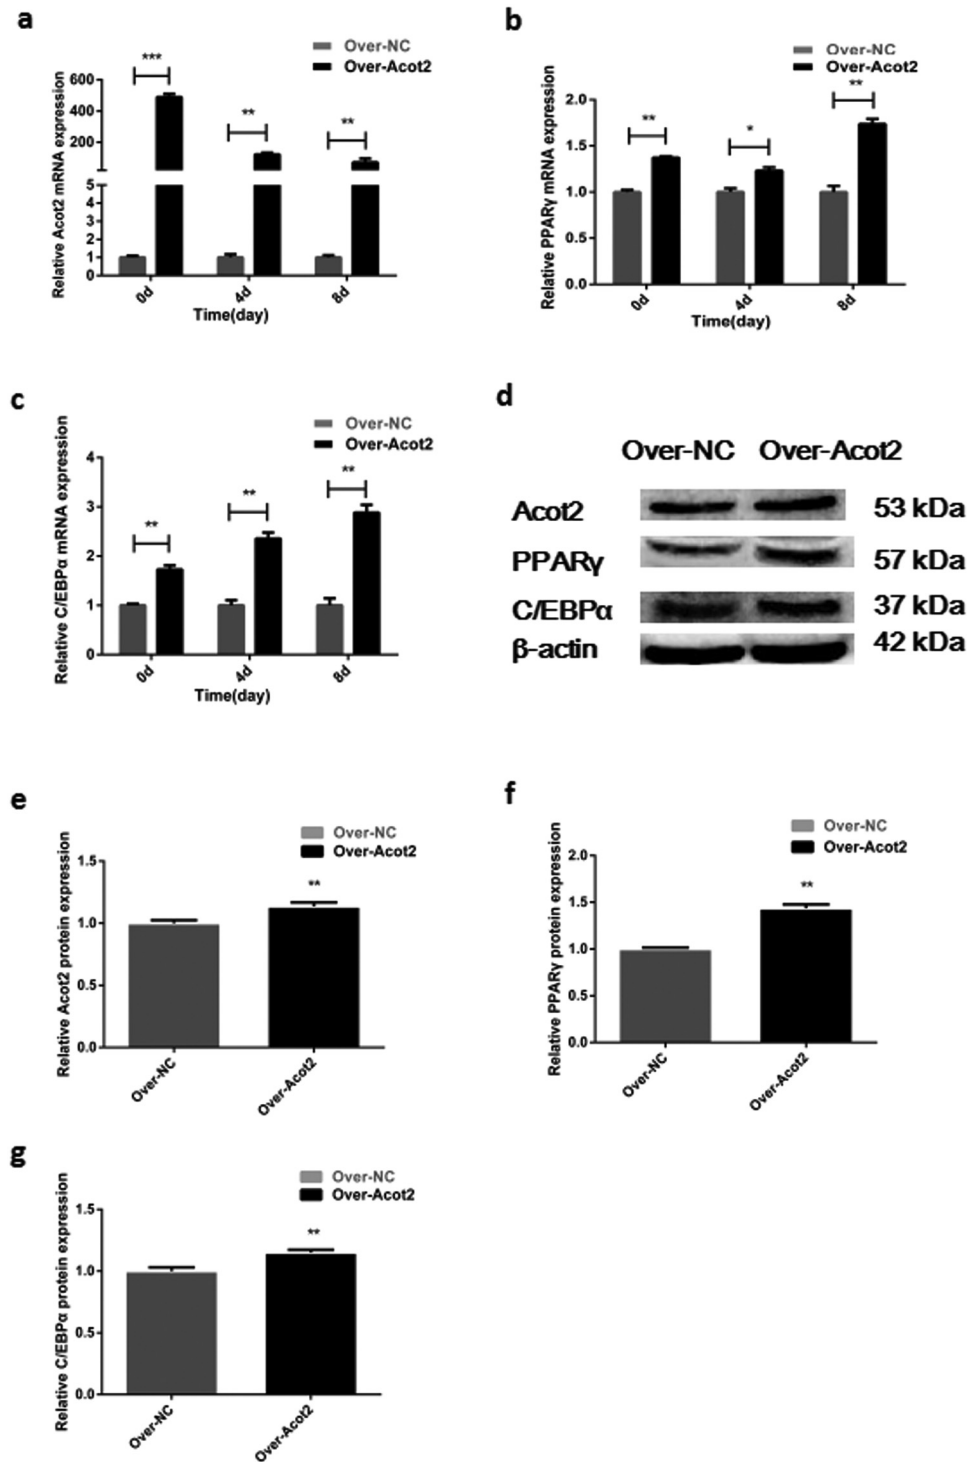 a
Over-NC
Over-Acot2
Relative Acot2 mRNA expression
600
400
200
5
4
3
2
1
0
***
**
**
0d
4d
8d
Time(day)
b
Over-NC
Over-Acot2
Relative PPARγ mRNA expression
2.0
1.5
1.0
0.5
0.0
**
*
**
0d
4d
8d
Time(day)
c
Over-NC
Over-Acot2
Relative C/EBPα mRNA expression
4
3
2
1
0
**
**
**
0d
4d
8d
Time(day)
d
Over-NC Over-Acot2
Acot2 53 kDa
PPARγ 57 kDa
C/EBPα 37 kDa
β-actin 42 kDa
e
Over-NC
Over-Acot2
Relative Acot2 protein expression
1.5
1.0
0.5
0.0
**
Over-NC
Over-Acot2
f
Over-NC
Over-Acot2
Relative PPARγ protein expression
2.0
1.5
1.0
0.5
0.0
**
Over-NC
Over-Acot2
g
Over-NC
Over-Acot2
Relative C/EBPα protein expression
1.5
1.0
0.5
0.0
**
Over-NC
Over-Acot2